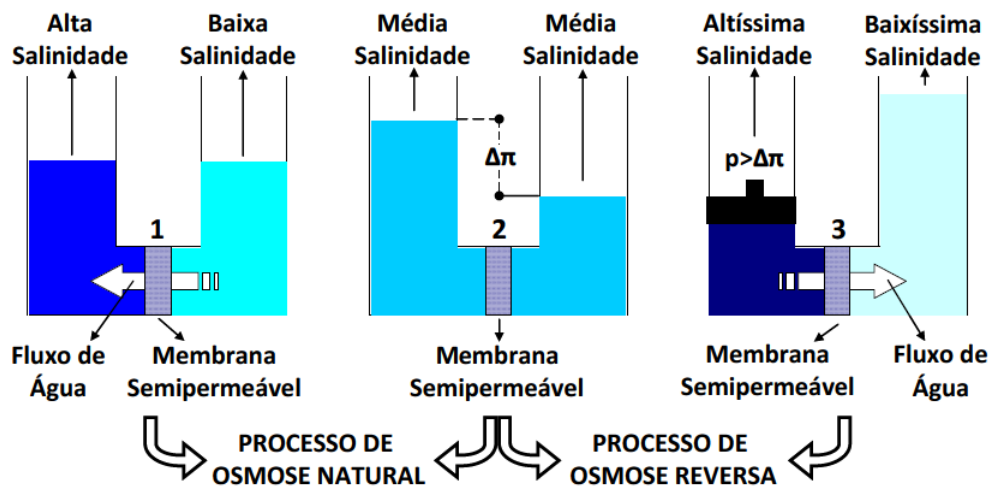 Alta
Salinidade
Baixa
Salinidade
Média
Salinidade
Média
Salinidade
Altíssima
Salinidade
Baixíssima
Salinidade
Δπ
p>Δπ
1
2
3
Fluxo de
Água
Membrana
Semipermeável
Membrana
Semipermeável
Membrana
Semipermeável
Fluxo de
Água
PROCESSO DE
OSMOSE NATURAL
PROCESSO DE
OSMOSE REVERSA